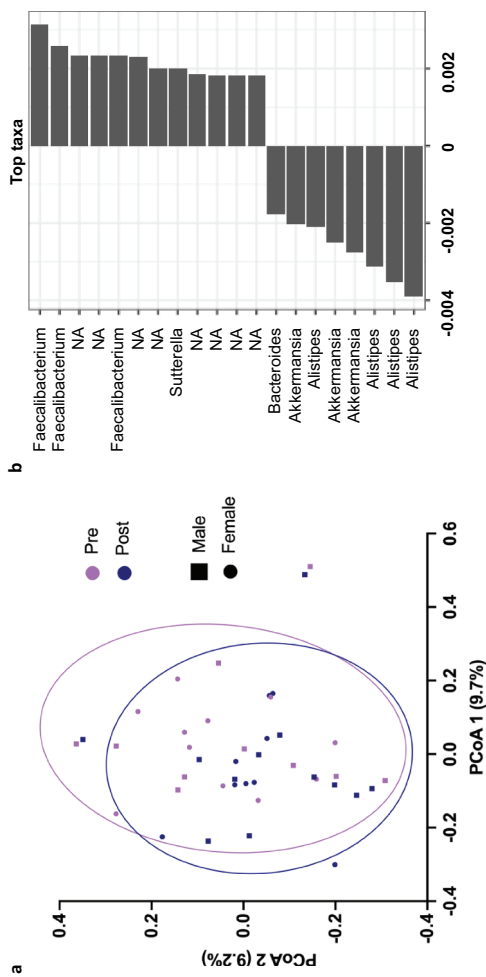 a
0.4
0.2
0.0
-0.2
-0.4
PCoA 2 (9.2%)
-0.4
-0.2
0.0
0.2
0.4
0.6
PCoA 1 (9.7%)
Pre
Post
Male
Female
b
Top taxa
Faecalibacterium
Faecalibacterium
NA
NA
Faecalibacterium
NA
NA
Sutterella
NA
NA
NA
NA
Bacteroides
Akkermansia
Alistipes
Akkermansia
Akkermansia
Alistipes
Alistipes
Alistipes
-0.004
-0.002
0
0.002